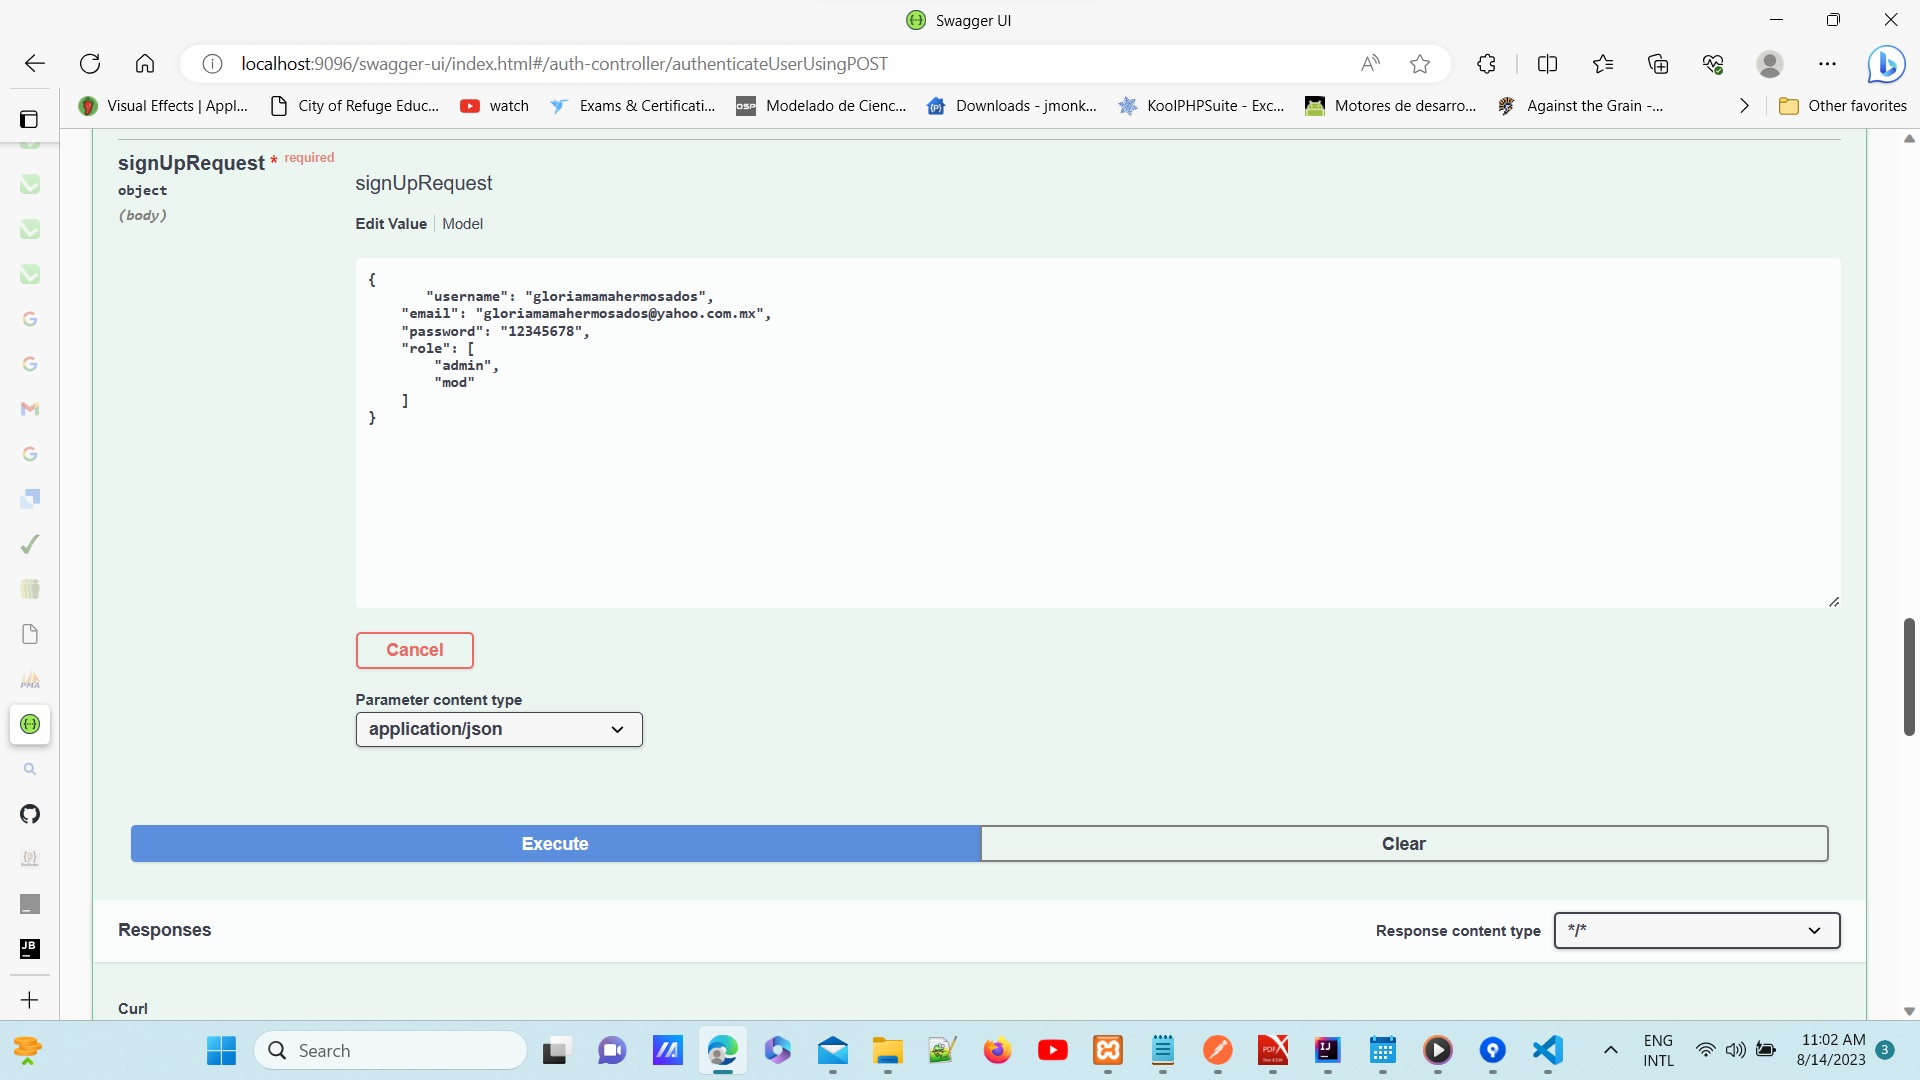 Swagger UI
localhost:9096/swagger-ui/index.html#/auth-controller/authenticateUserUsingPOST
Visual Effects | Appl... City of Refuge Educ... watch Exams & Certificati... Modelado de Cienc... Downloads - jmonk... KoolPHPSuite - Exc... Motores de desarro... Against the Grain -... Other favorites
signUpRequest * required
object
(body)
signUpRequest
Edit Value Model
{
"username": "gloriamamahermosados",
"email": "gloriamamahermosados@yahoo.com.mx",
"password": "12345678",
"role": [
"admin",
"mod"
]
}
Cancel
Parameter content type
application/json
Execute Clear
Responses Response content type */*
Curl
Search
ENG
INTL
11:02 AM
8/14/2023
3